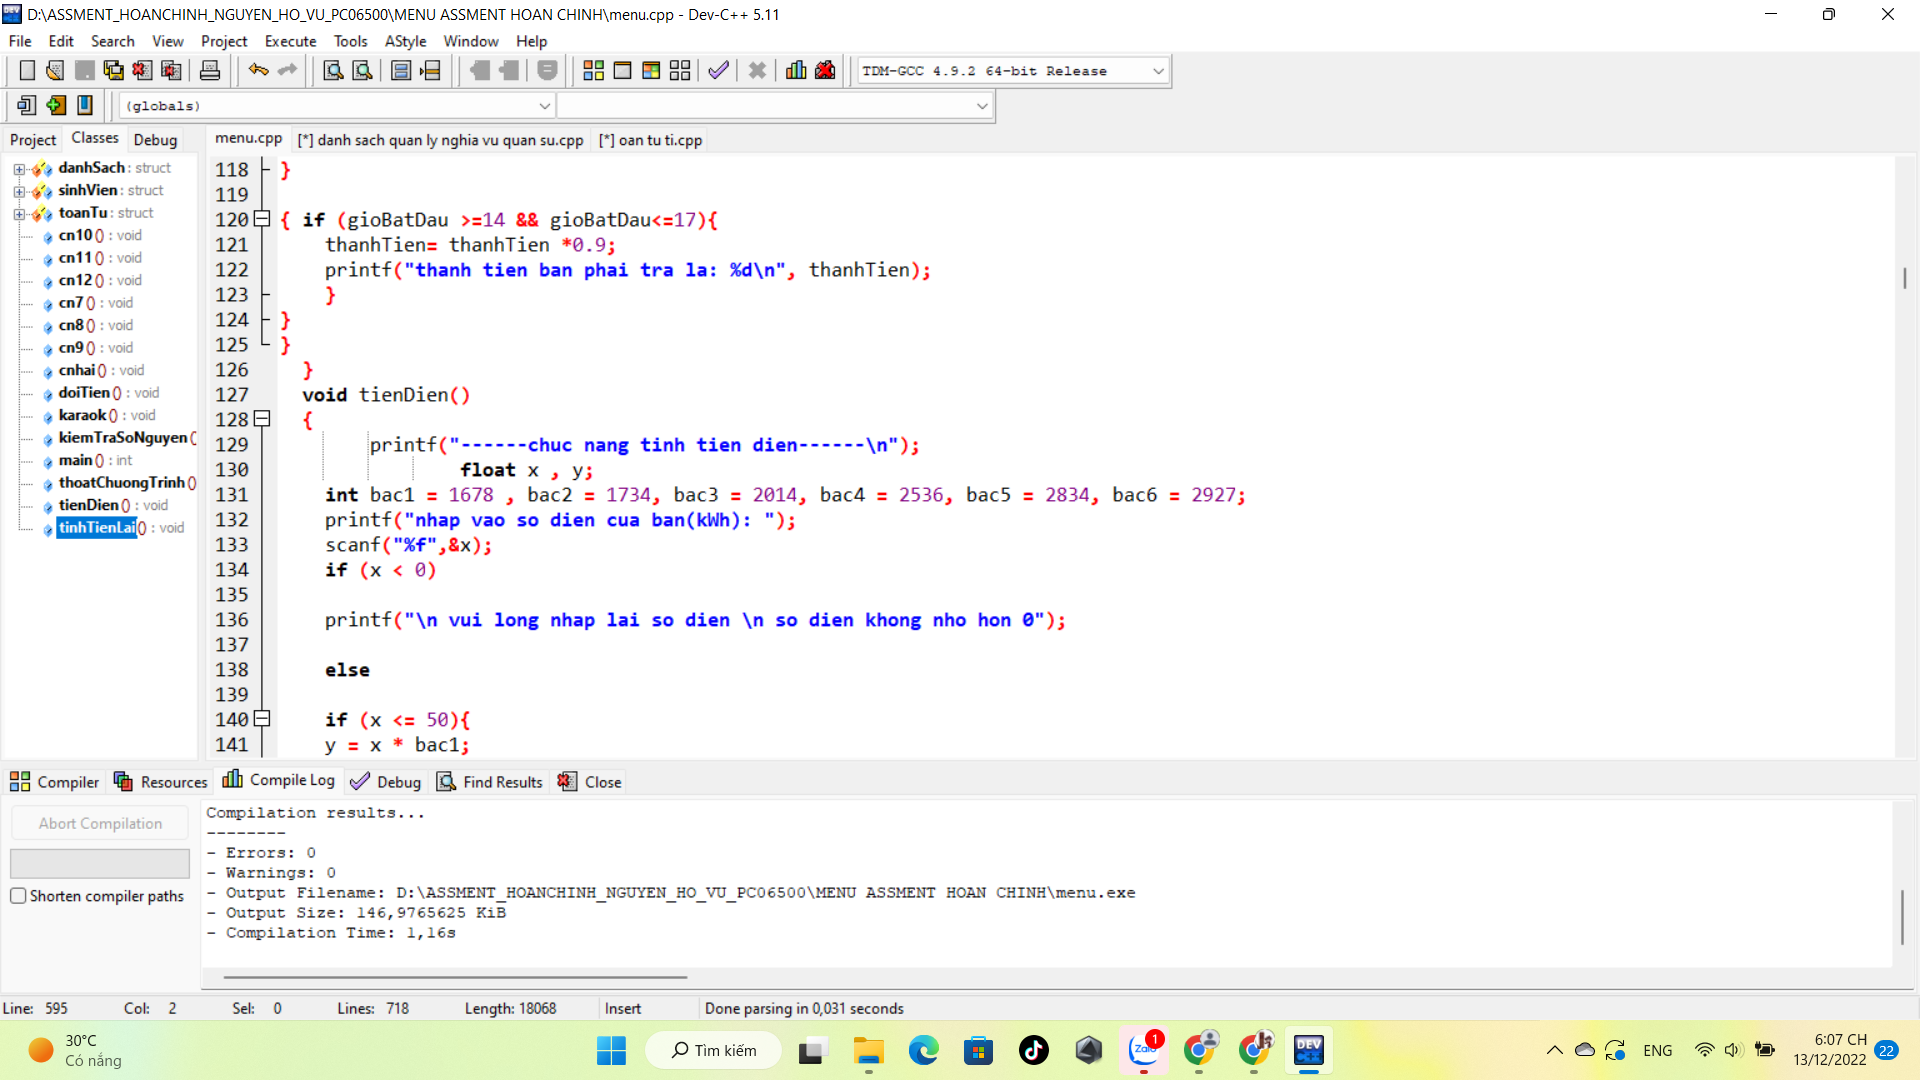 D:\ASSMENT_HOANCHINH_NGUYEN_HO_VU_PC06500\MENU ASSMENT HOAN CHINH\menu.cpp - Dev-C++ 5.11
File Edit Search View Project Execute Tools AStyle Window Help
TDM-GCC 4.9.2 64-bit Release
(globals)
Project Classes Debug
menu.cpp [*] danh sach quan ly nghia vu quan su.cpp [*] oan tu ti.cpp
danhSach : struct
sinhVien : struct
toanTu : struct
cn10 () : void
cn11 () : void
cn12 () : void
cn7 () : void
cn8 () : void
cn9 () : void
cnhai () : void
doiTien () : void
karaok () : void
kiemTraSoNguyen (
main () : int
thoatChuongTrinh ()
tienDien () : void
tinhTienLai () : void
118 }
119
120 { if (gioBatDau >=14 && gioBatDau<=17){
121 thanhTien= thanhTien *0.9;
122 printf("thanh tien ban phai tra la: %d\n", thanhTien);
123 }
124 }
125 }
126 }
127 void tienDien()
128 {
129 printf("------chuc nang tinh tien dien------\n");
130 float x , y;
131 int bac1 = 1678 , bac2 = 1734, bac3 = 2014, bac4 = 2536, bac5 = 2834, bac6 = 2927;
132 printf("nhap vao so dien cua ban(kWh): ");
133 scanf("%f",&x);
134 if (x < 0)
135
136 printf("\n vui long nhap lai so dien \n so dien khong nho hon 0");
137
138 else
139
140 if (x <= 50){
141 y = x * bac1;
Compiler Resources Compile Log Debug Find Results Close
Abort Compilation
Shorten compiler paths
Compilation results...
--------
- Errors: 0
- Warnings: 0
- Output Filename: D:\ASSMENT_HOANCHINH_NGUYEN_HO_VU_PC06500\MENU ASSMENT HOAN CHINH\menu.exe
- Output Size: 146,9765625 KiB
- Compilation Time: 1,16s
Line: 595 Col: 2 Sel: 0 Lines: 718 Length: 18068 Insert Done parsing in 0,031 seconds
30°C
Có nắng
Tìm kiếm
Zalo
1
DEV
ENG
6:07 CH
13/12/2022
22